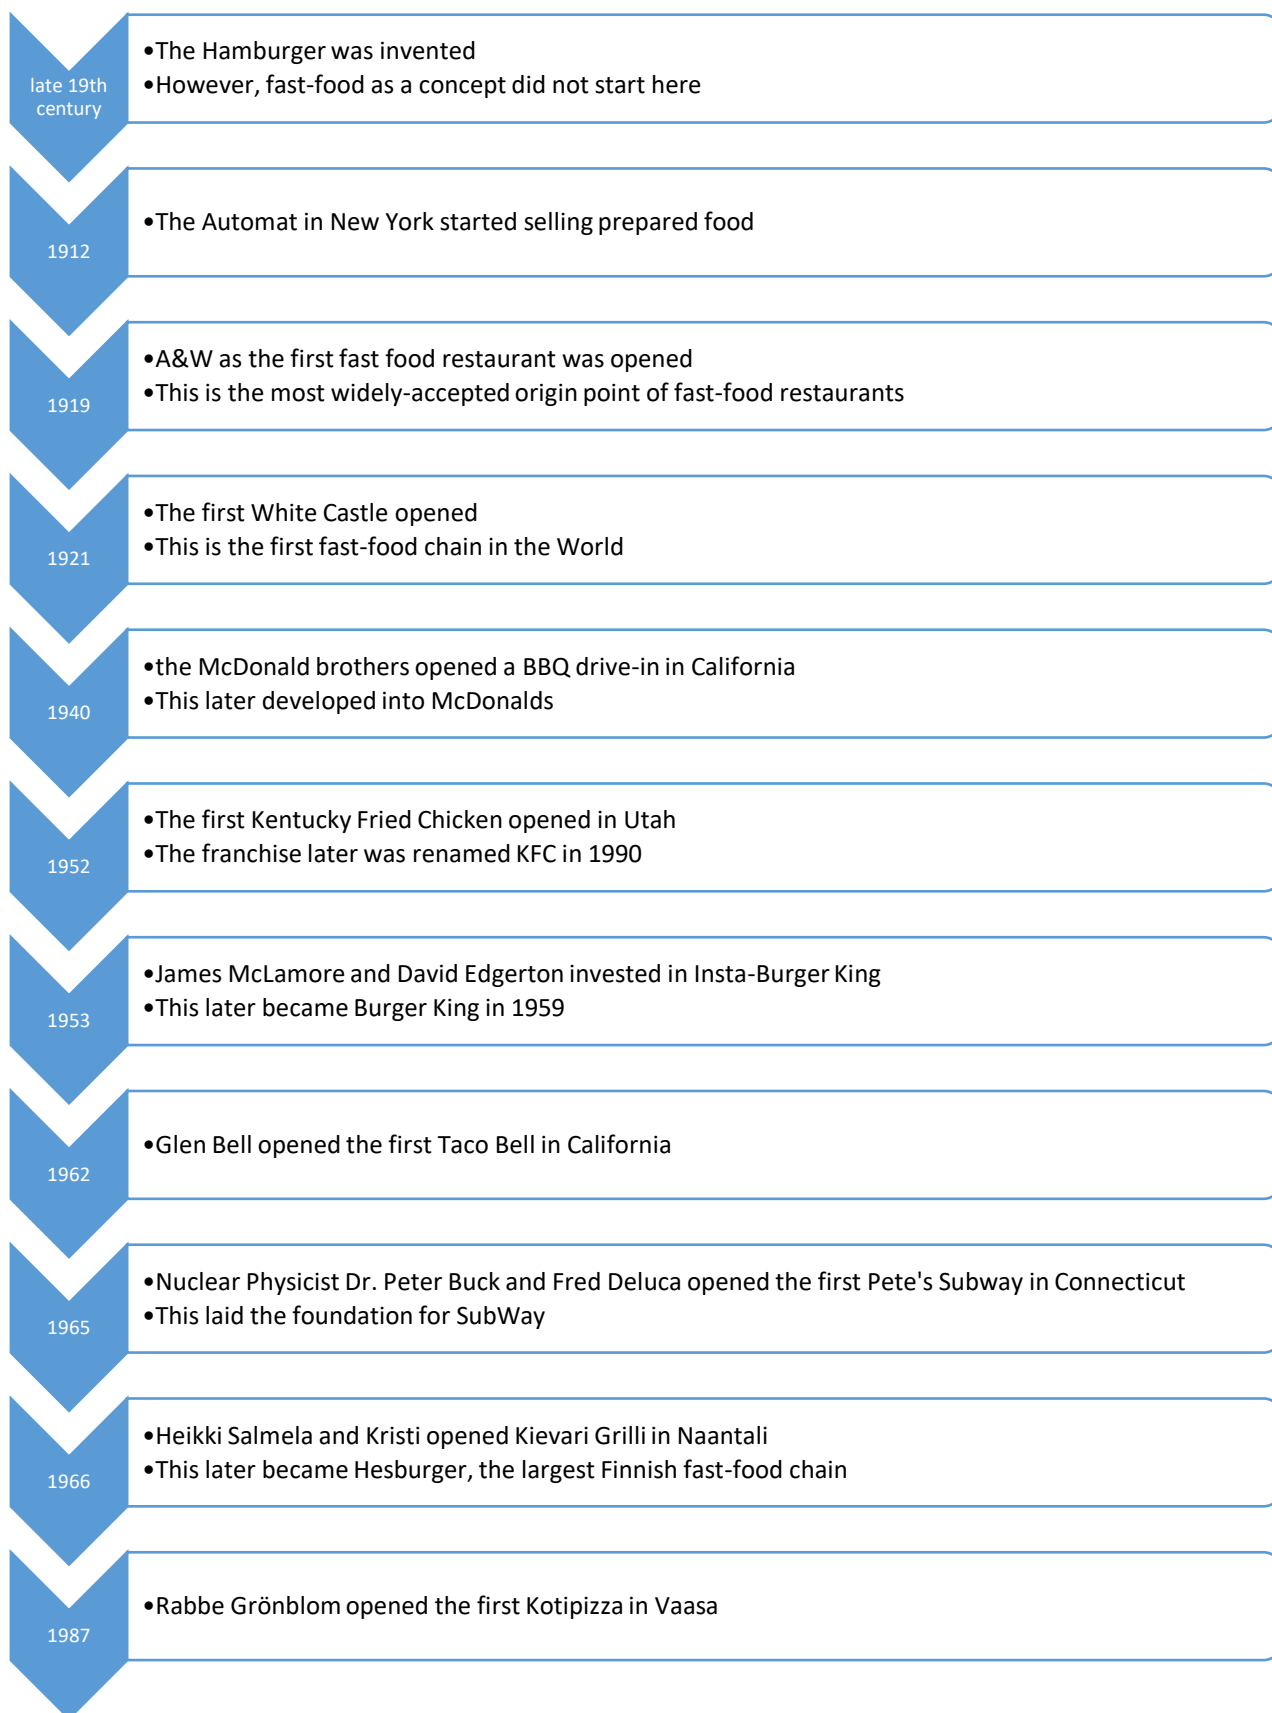 late 19th
century
•The Hamburger was invented
•However, fast-food as a concept did not start here
1912
•The Automat in New York started selling prepared food
1919
•A&W as the first fast food restaurant was opened
•This is the most widely-accepted origin point of fast-food restaurants
1921
•The first White Castle opened
•This is the first fast-food chain in the World
1940
•the McDonald brothers opened a BBQ drive-in in California
•This later developed into McDonalds
1952
•The first Kentucky Fried Chicken opened in Utah
•The franchise later was renamed KFC in 1990
1953
•James McLamore and David Edgerton invested in Insta-Burger King
•This later became Burger King in 1959
1962
•Glen Bell opened the first Taco Bell in California
1965
•Nuclear Physicist Dr. Peter Buck and Fred Deluca opened the first Pete's Subway in Connecticut
•This laid the foundation for SubWay
1966
•Heikki Salmela and Kristi opened Kievari Grilli in Naantali
•This later became Hesburger, the largest Finnish fast-food chain
1987
•Rabbe Grönblom opened the first Kotipizza in Vaasa